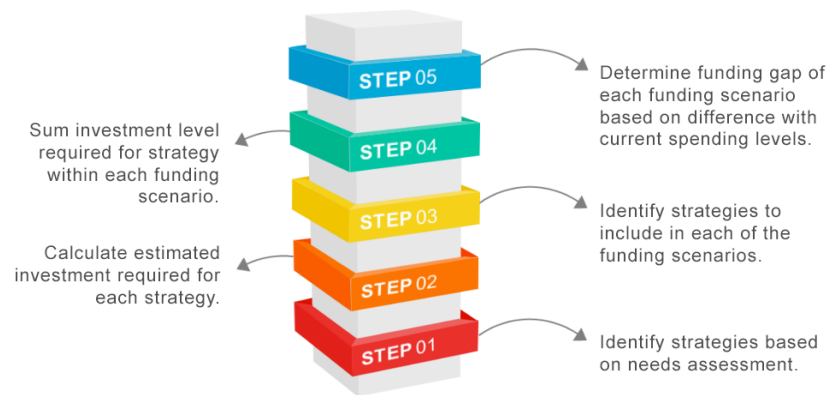 STEP 05
Determine funding gap of
each funding scenario
based on difference with
current spending levels.
Sum investment level
required for strategy
within each funding
scenario.
STEP 04
STEP 03
Identify strategies to
include in each of the
funding scenarios.
Calculate estimated
investment required for
each strategy.
STEP 02
STEP 01
Identify strategies based
on needs assessment.